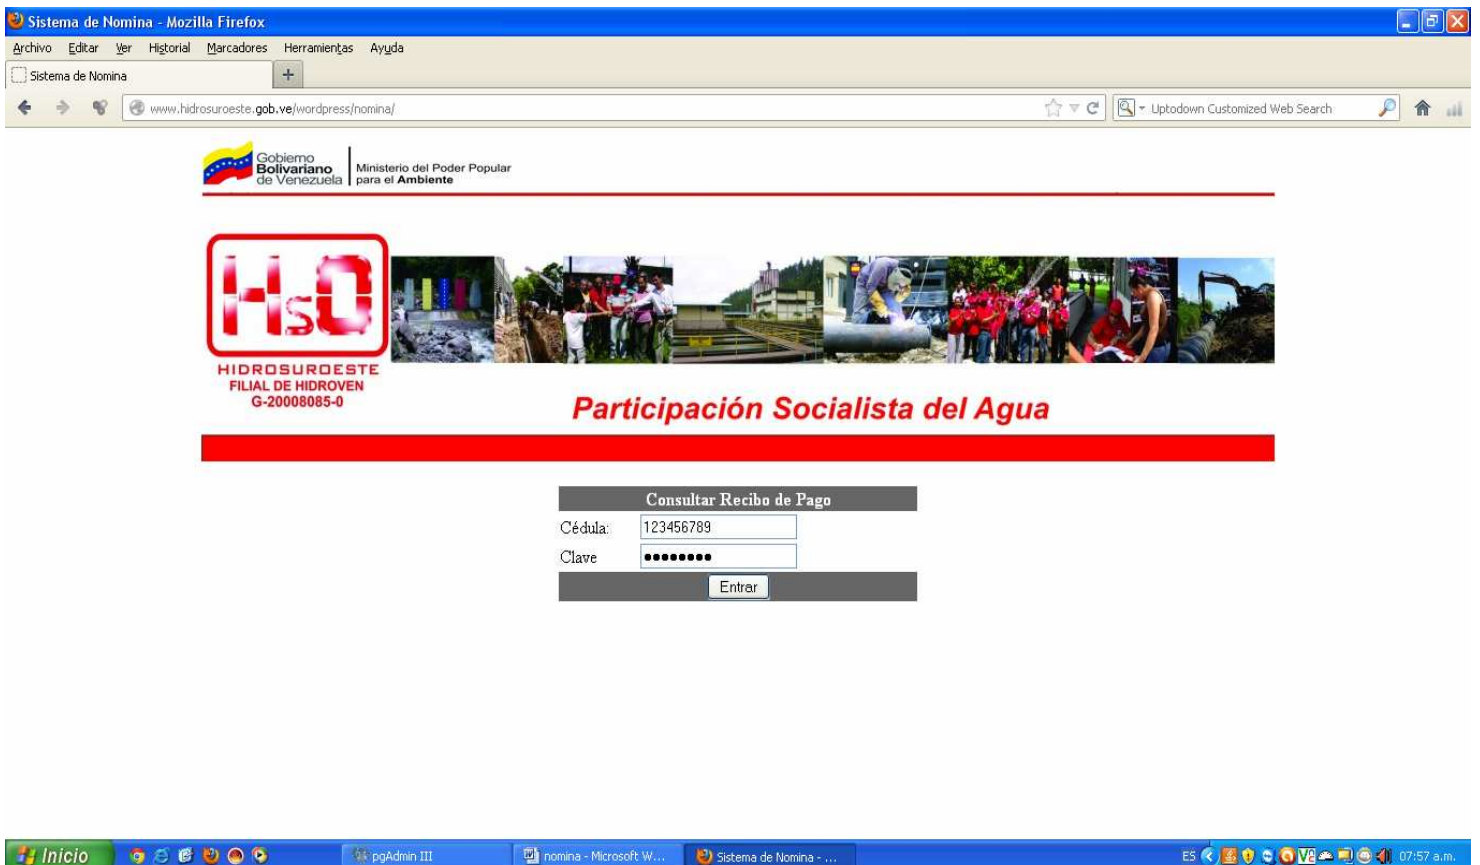 Sistema de Nomina - Mozilla Firefox
Archivo Editar Ver Historial Marcadores Herramientas Ayuda
Sistema de Nomina
www.hidrosuroeste.gob.ve/wordpress/nomina/
Uptodown Customized Web Search
Gobierno
Bolivariano
de Venezuela
Ministerio del Poder Popular
para el Ambiente
HsO
HIDROSUROESTE
FILIAL DE HIDROVEN
G-20008085-0
Participación Socialista del Agua
Consultar Recibo de Pago
Cédula: 123456789
Clave ••••••••
Entrar
Inicio pgAdmin III nomina - Microsoft W... Sistema de Nomina - ... ES 07:57 a.m.